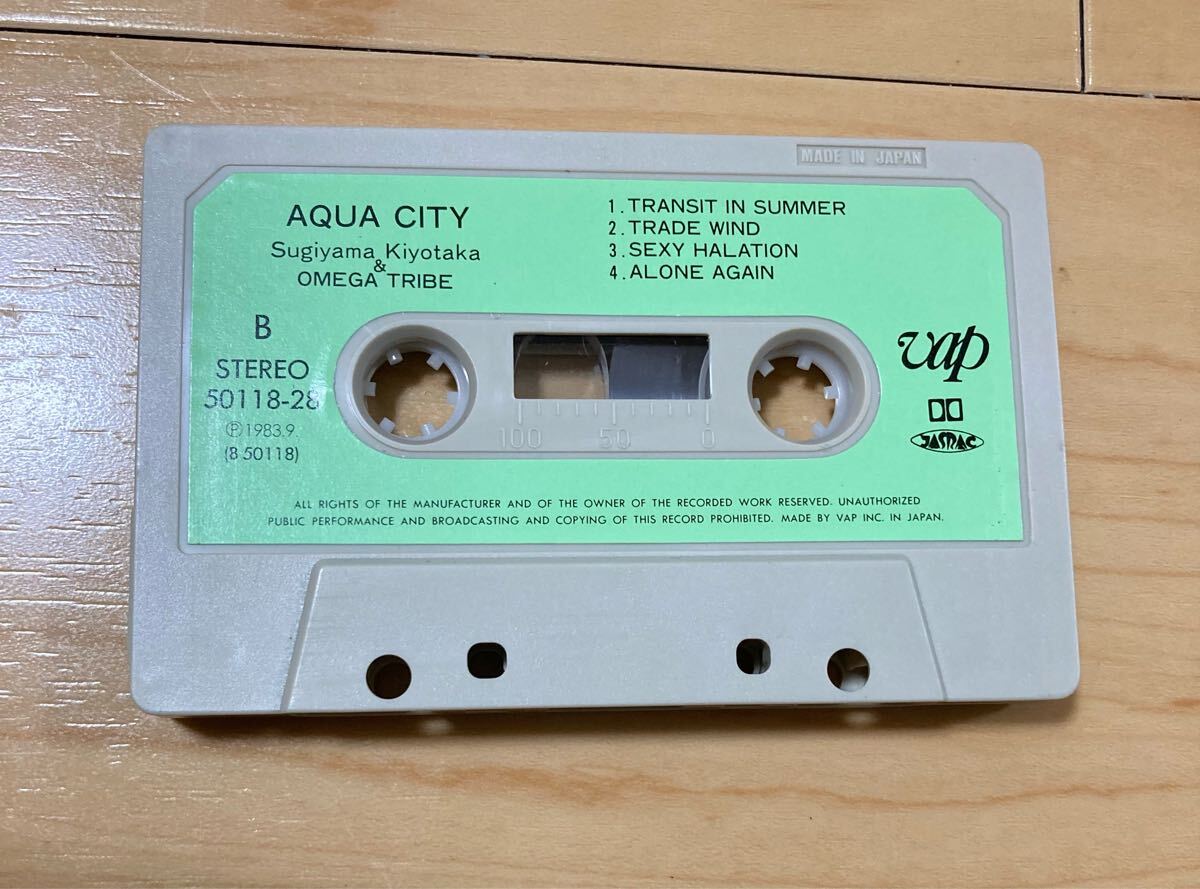 MADE IN JAPAN
AQUA CITY
Sugiyama Kiyotaka
&
OMEGA TRIBE
1.TRANSIT IN SUMMER
2.TRADE WIND
3.SEXY HALATION
4.ALONE AGAIN
B
STEREO
50118-28
Ⓟ1983.9.
(B 50118)
100 50 0
vap
JASRAC
ALL RIGHTS OF THE MANUFACTURER AND OF THE OWNER OF THE RECORDED WORK RESERVED. UNAUTHORIZED
PUBLIC PERFORMANCE AND BROADCASTING AND COPYING OF THIS RECORD PROHIBITED. MADE BY VAP INC. IN JAPAN.